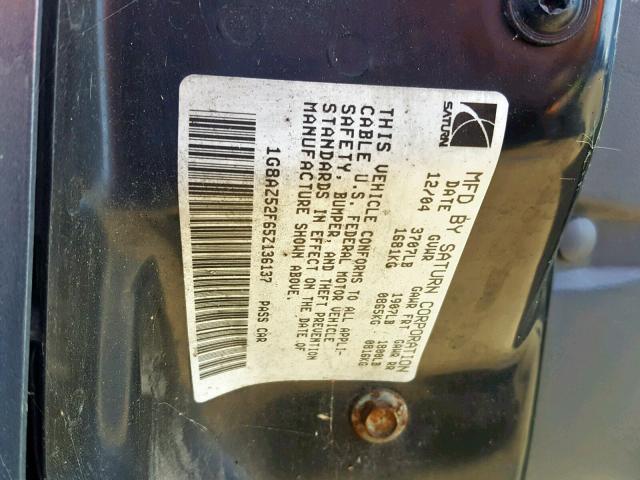 SATURN
MFD BY SATURN CORPORATION
DATE GVWR GAWR FRT GAWR RR
12/04 3707LB 1907LB 1800LB
1681KG 0865KG 0816KG
THIS VEHICLE CONFORMS TO ALL APPLI-
CABLE U.S. FEDERAL MOTOR VEHICLE
SAFETY, BUMPER, AND THEFT PREVENTION
STANDARDS IN EFFECT ON THE DATE OF
MANUFACTURE SHOWN ABOVE.
1G8AZ52F65Z136137 PASS CAR